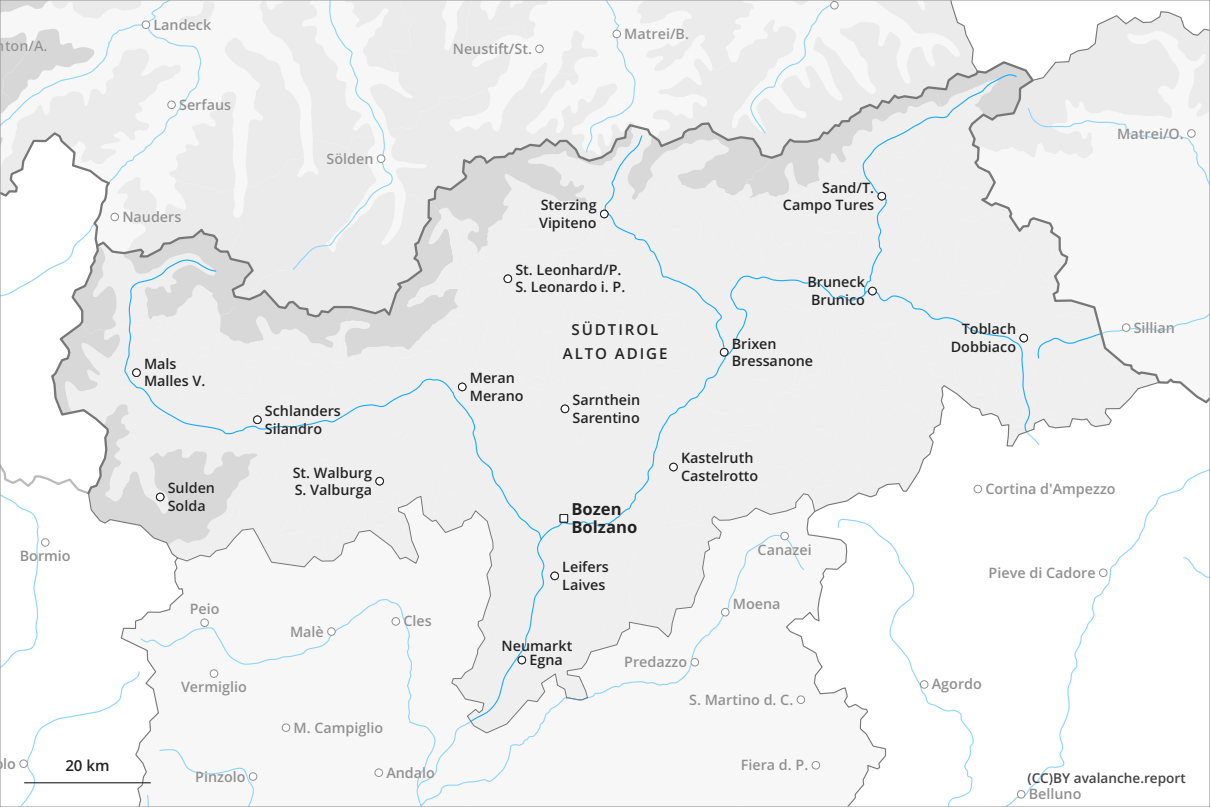 Landeck
Matrei/B.
nton/A.
Neustift/St.
Serfaus
Matrei/O.
Sölden
Sand/T.
Campo Tures
Sterzing
Vipiteno
Nauders
St. Leonhard/P.
S. Leonardo i. P.
Bruneck
Brunico
SÜDTIROL
ALTO ADIGE
Toblach
Dobbiaco
Sillian
Brixen
Bressanone
Mals
Malles V.
Meran
Merano
Sarnthein
Sarentino
Schlanders
Silandro
Kastelruth
Castelrotto
St. Walburg
S. Valburga
Sulden
Solda
Cortina d'Ampezzo
Bozen
Bolzano
Bormio
Canazei
Leifers
Laives
Pieve di Cadore
Peio
Moena
Malè
Cles
Neumarkt
Egna
Predazzo
Vermiglio
Agordo
S. Martino d. C.
M. Campiglio
olo
20 km
Pinzolo
Andalo
Fiera d. P.
(CC)BY avalanche.report
Belluno